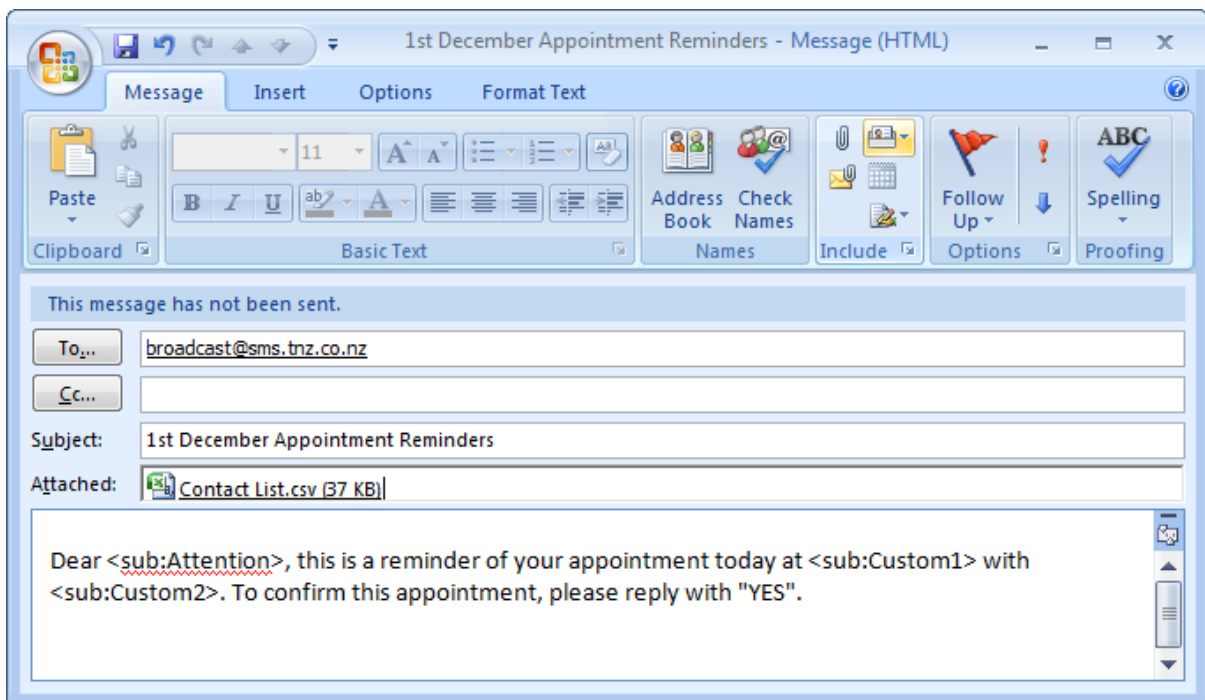 1st December Appointment Reminders - Message (HTML)
Message Insert Options Format Text
11
Paste
B I U
Address Book
Check Names
Follow Up
ABC
Spelling
Clipboard Basic Text Names Include Options Proofing
This message has not been sent.
To... broadcast@sms.tnz.co.nz
Cc...
Subject: 1st December Appointment Reminders
Attached: Contact List.csv (37 KB)
Dear <sub:Attention>, this is a reminder of your appointment today at <sub:Custom1> with
<sub:Custom2>. To confirm this appointment, please reply with "YES".